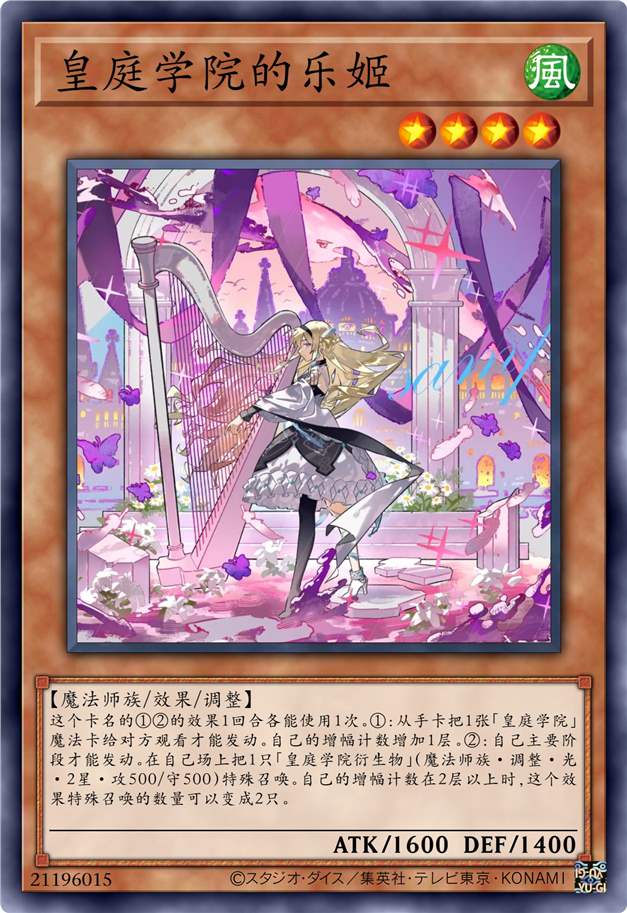 皇庭学院的乐姬
風
samy
【魔法师族/效果/调整】
这个卡名的①②的效果1回合各能使用1次。①:从手卡把1张「皇庭学院」
魔法卡给对方观看才能发动。自己的增幅计数增加1层。②:自己主要阶
段才能发动。在自己场上把1只「皇庭学院衍生物」(魔法师族・调整・光
・2星・攻500/守500)特殊召唤。自己的增幅计数在2层以上时,这个效
果特殊召唤的数量可以变成2只。
ATK/1600 DEF/1400
21196015
©スタジオ・ダイス／集英社・テレビ東京・KONAMI